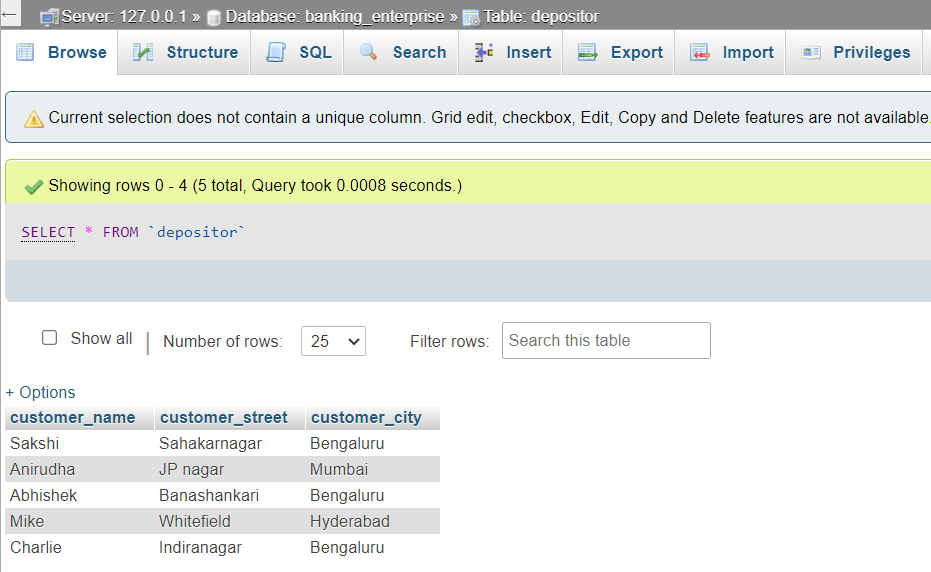 Server: 127.0.0.1 » Database: banking_enterprise » Table: depositor
Browse Structure SQL Search Insert Export Import Privileges
Current selection does not contain a unique column. Grid edit, checkbox, Edit, Copy and Delete features are not available.
Showing rows 0 - 4 (5 total, Query took 0.0008 seconds.)
SELECT * FROM `depositor`
Show all | Number of rows: 25 Filter rows: Search this table
+ Options
customer_name customer_street customer_city
Sakshi Sahakarnagar Bengaluru
Anirudha JP nagar Mumbai
Abhishek Banashankari Bengaluru
Mike Whitefield Hyderabad
Charlie Indiranagar Bengaluru